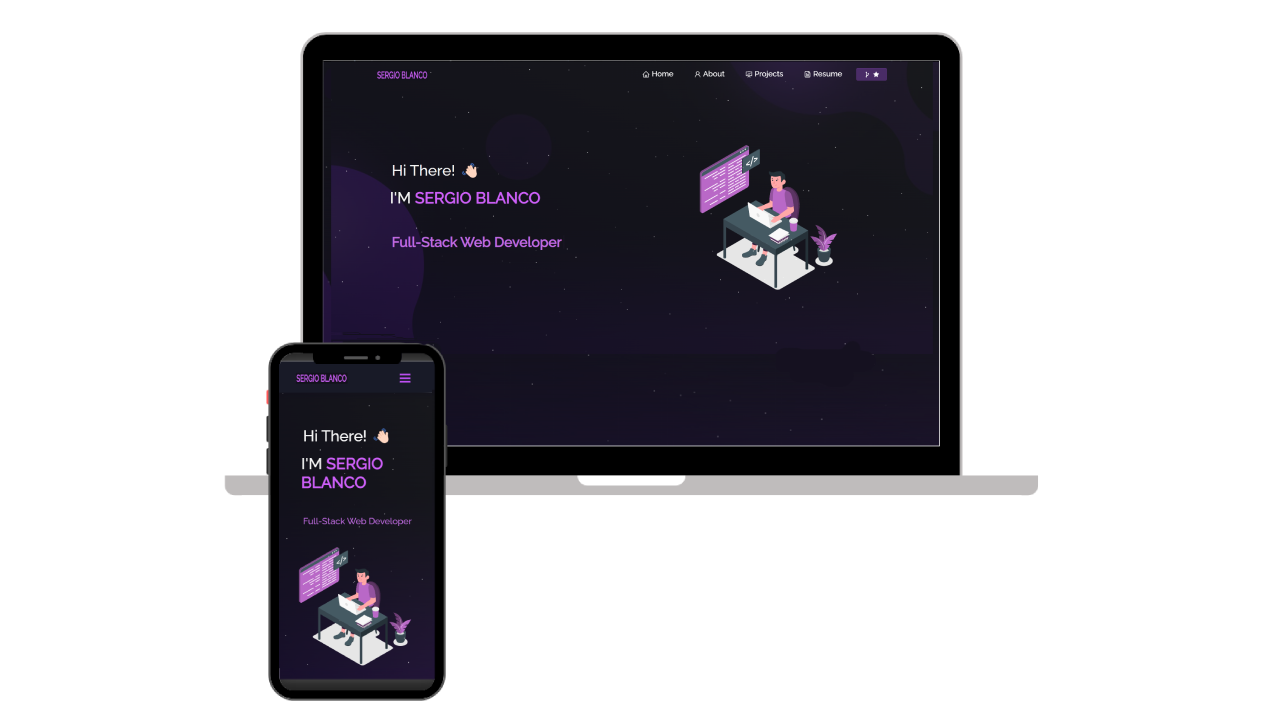 SERGIO BLANCO
Home About Projects Resume
Hi There! 👋🏻
I'M SERGIO BLANCO
Full-Stack Web Developer
</>
SERGIO BLANCO
Hi There! 👋🏻
I'M SERGIO
BLANCO
Full-Stack Web Developer
</>